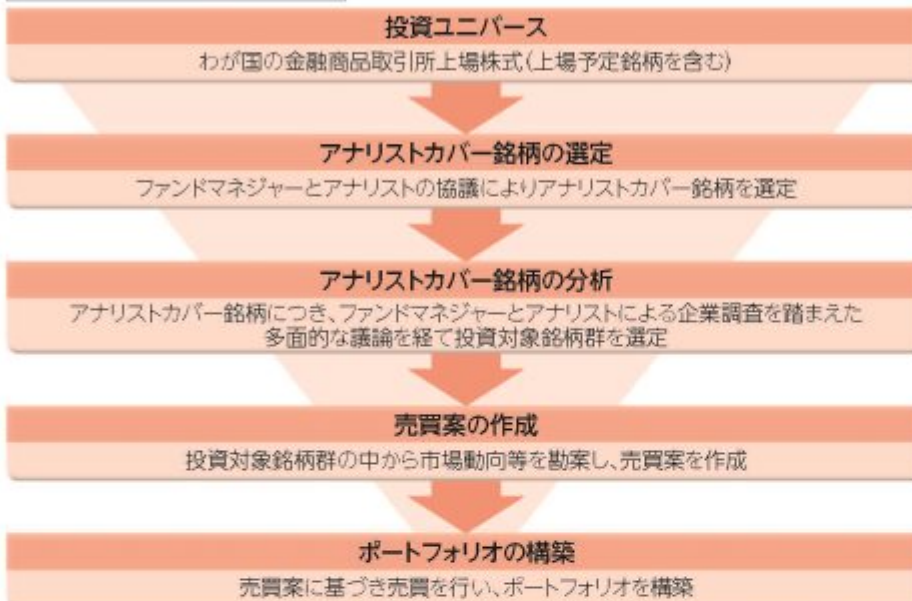 投資ユニバース
わが国の金融商品取引所上場株式(上場予定銘柄を含む)
アナリストカバー銘柄の選定
ファンドマネジャーとアナリストの協議によりアナリストカバー銘柄を選定
アナリストカバー銘柄の分析
アナリストカバー銘柄につき、ファンドマネジャーとアナリストによる企業調査を踏まえた
多面的な議論を経て投資対象銘柄群を選定
売買案の作成
投資対象銘柄群の中から市場動向等を勘案し、売買案を作成
ポートフォリオの構築
売買案に基づき売買を行い、ポートフォリオを構築